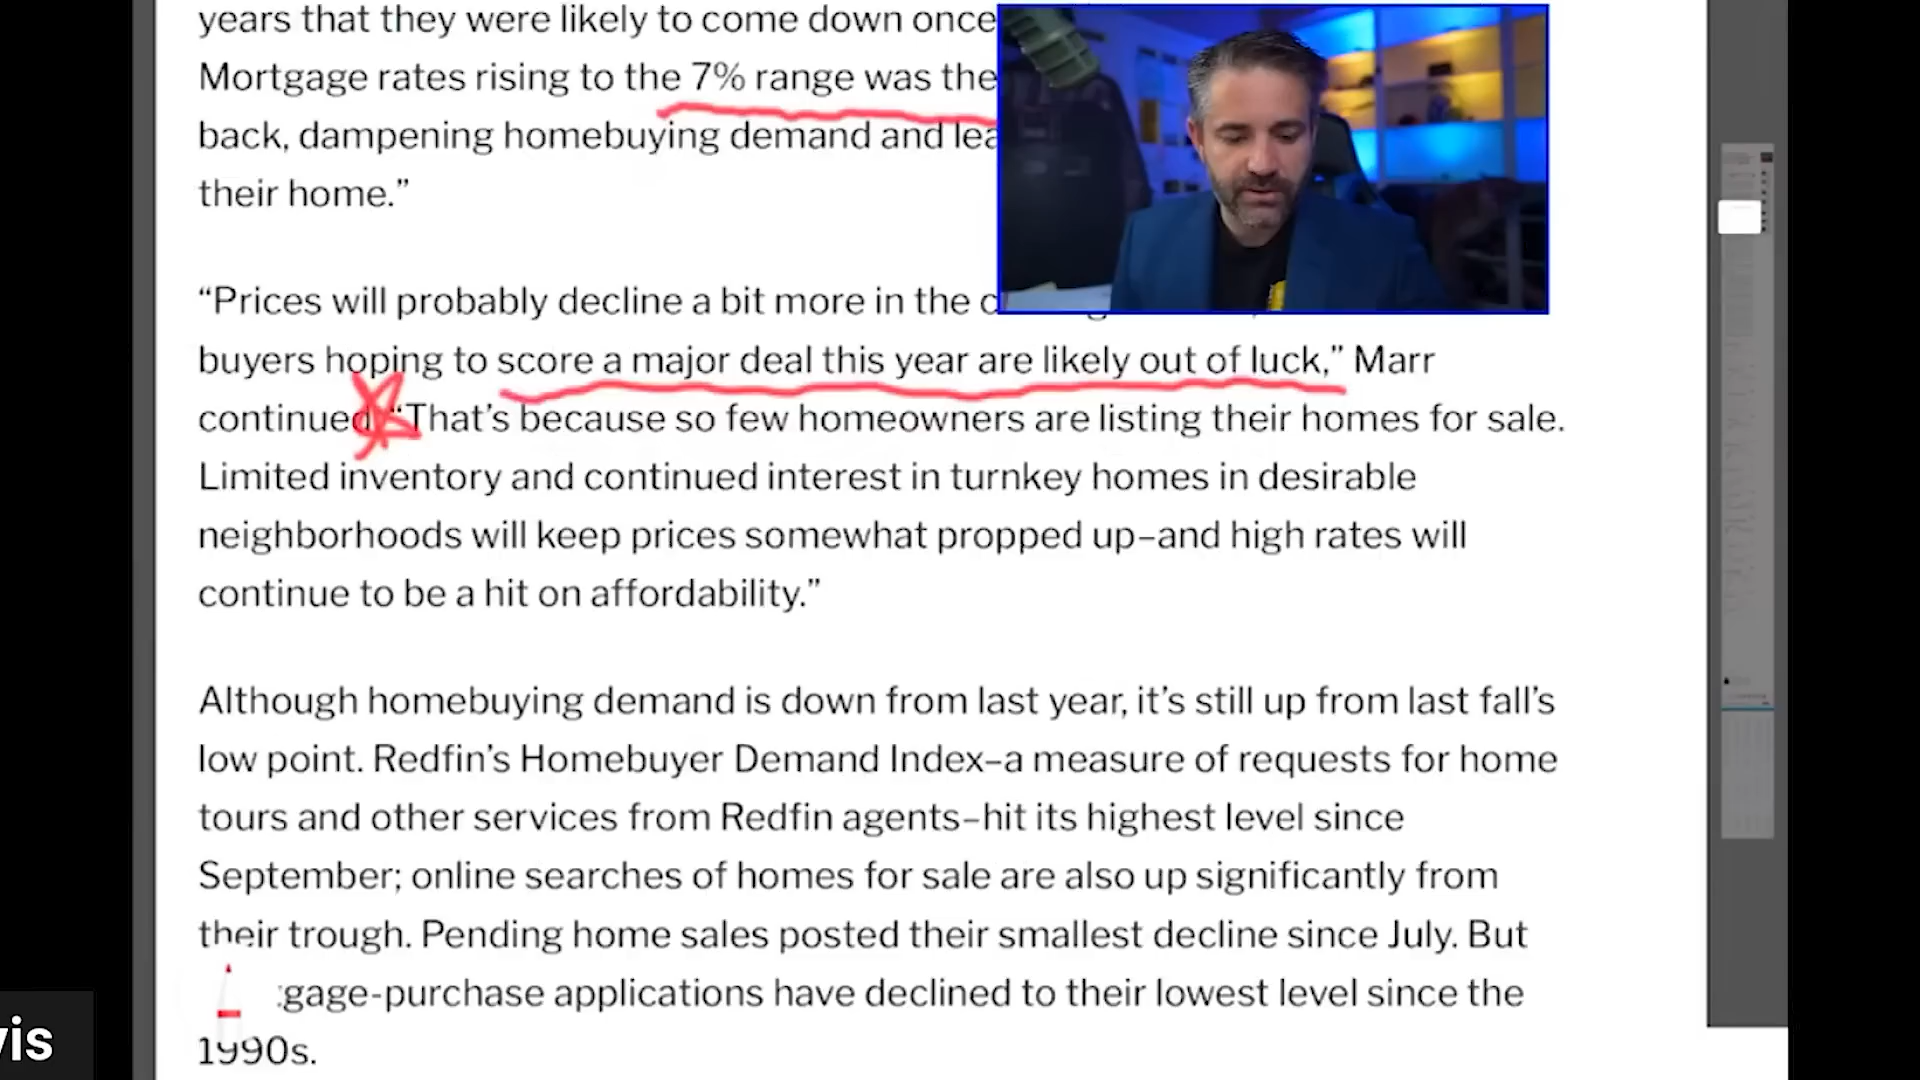 years that they were likely to come down once
Mortgage rates rising to the 7% range was the
back, dampening homebuying demand and lea
their home.”
“Prices will probably decline a bit more in the
buyers hoping to score a major deal this year are likely out of luck,” Marr
continued “That’s because so few homeowners are listing their homes for sale.
Limited inventory and continued interest in turnkey homes in desirable
neighborhoods will keep prices somewhat propped up–and high rates will
continue to be a hit on affordability.”
Although homebuying demand is down from last year, it’s still up from last fall’s
low point. Redfin’s Homebuyer Demand Index–a measure of requests for home
tours and other services from Redfin agents–hit its highest level since
September; online searches of homes for sale are also up significantly from
their trough. Pending home sales posted their smallest decline since July. But
gage-purchase applications have declined to their lowest level since the
1990s.
vis